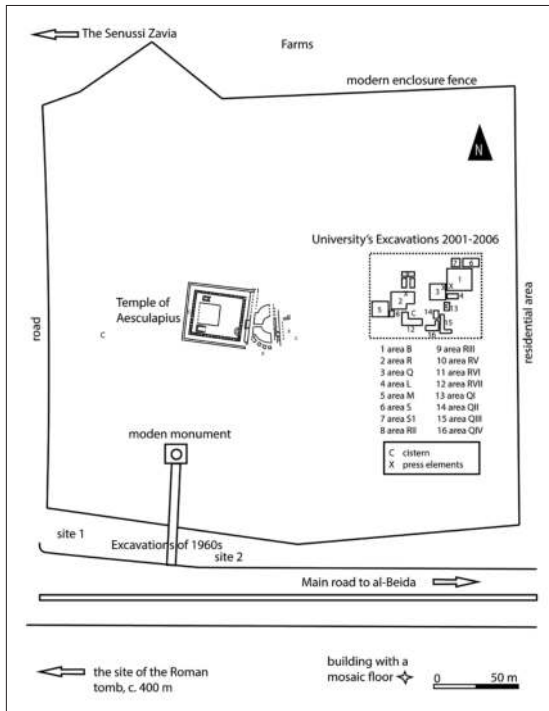 The Senussi Zavia
Farms
modern enclosure fence
N
University's Excavations 2001-2006
Temple of
Aesculapius
road
residential area
C
7 6
1
3 X X
4
2
5
C
14
13
15
12
16
1 area B 9 area RIII
2 area R 10 area RV
3 area Q 11 area RVI
4 area L 12 area RVII
5 area M 13 area QI
6 area S 14 area QII
7 area S1 15 area QIII
8 area RII 16 area QIV
C cistern
X press elements
moden monument
site 1
Excavations of 1960s
site 2
Main road to al-Beida
the site of the Roman
tomb, c. 400 m
building with a
mosaic floor
0 50 m